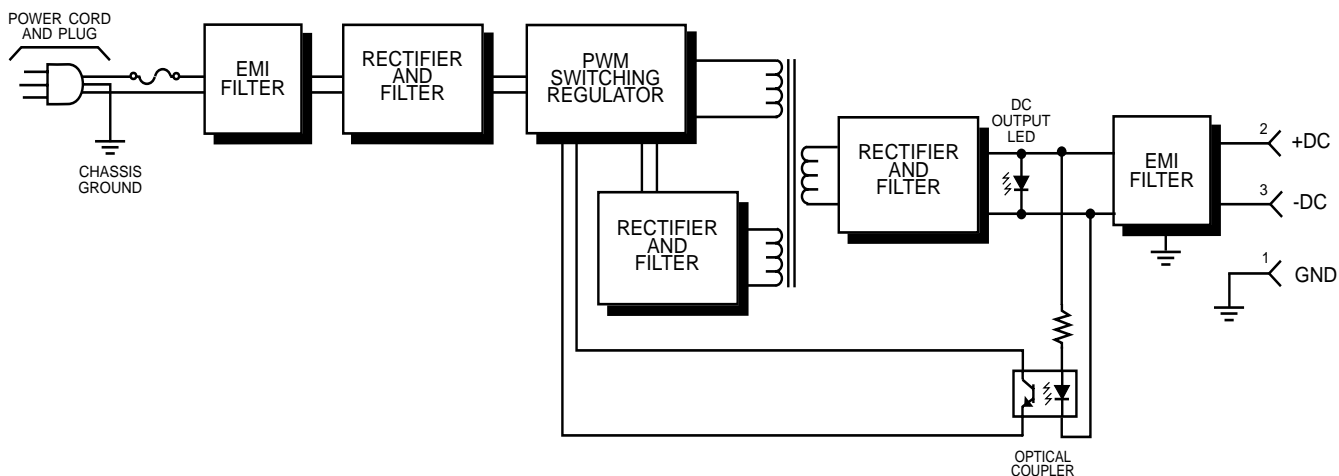 POWER CORD
AND PLUG
CHASSIS
GROUND
EMI
FILTER
RECTIFIER
AND
FILTER
PWM
SWITCHING
REGULATOR
RECTIFIER
AND
FILTER
RECTIFIER
AND
FILTER
DC
OUTPUT
LED
EMI
FILTER
2
+DC
3
-DC
1
GND
OPTICAL
COUPLER